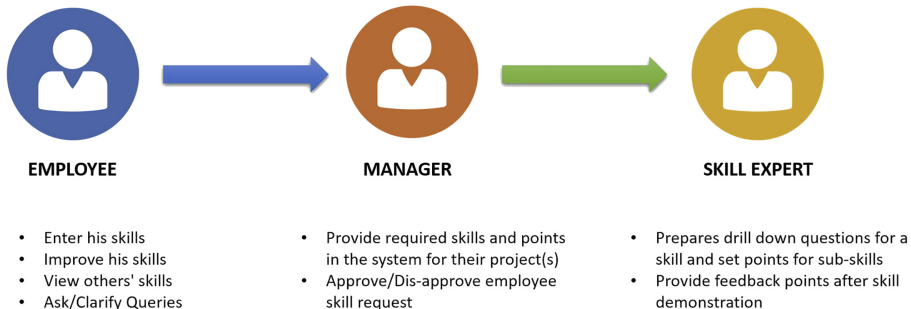 EMPLOYEE
MANAGER
SKILL EXPERT
• Enter his skills
• Improve his skills
• View others' skills
• Ask/Clarify Queries
• Provide required skills and points
in the system for their project(s)
• Approve/Dis-approve employee
skill request
• Prepares drill down questions for a
skill and set points for sub-skills
• Provide feedback points after skill
demonstration